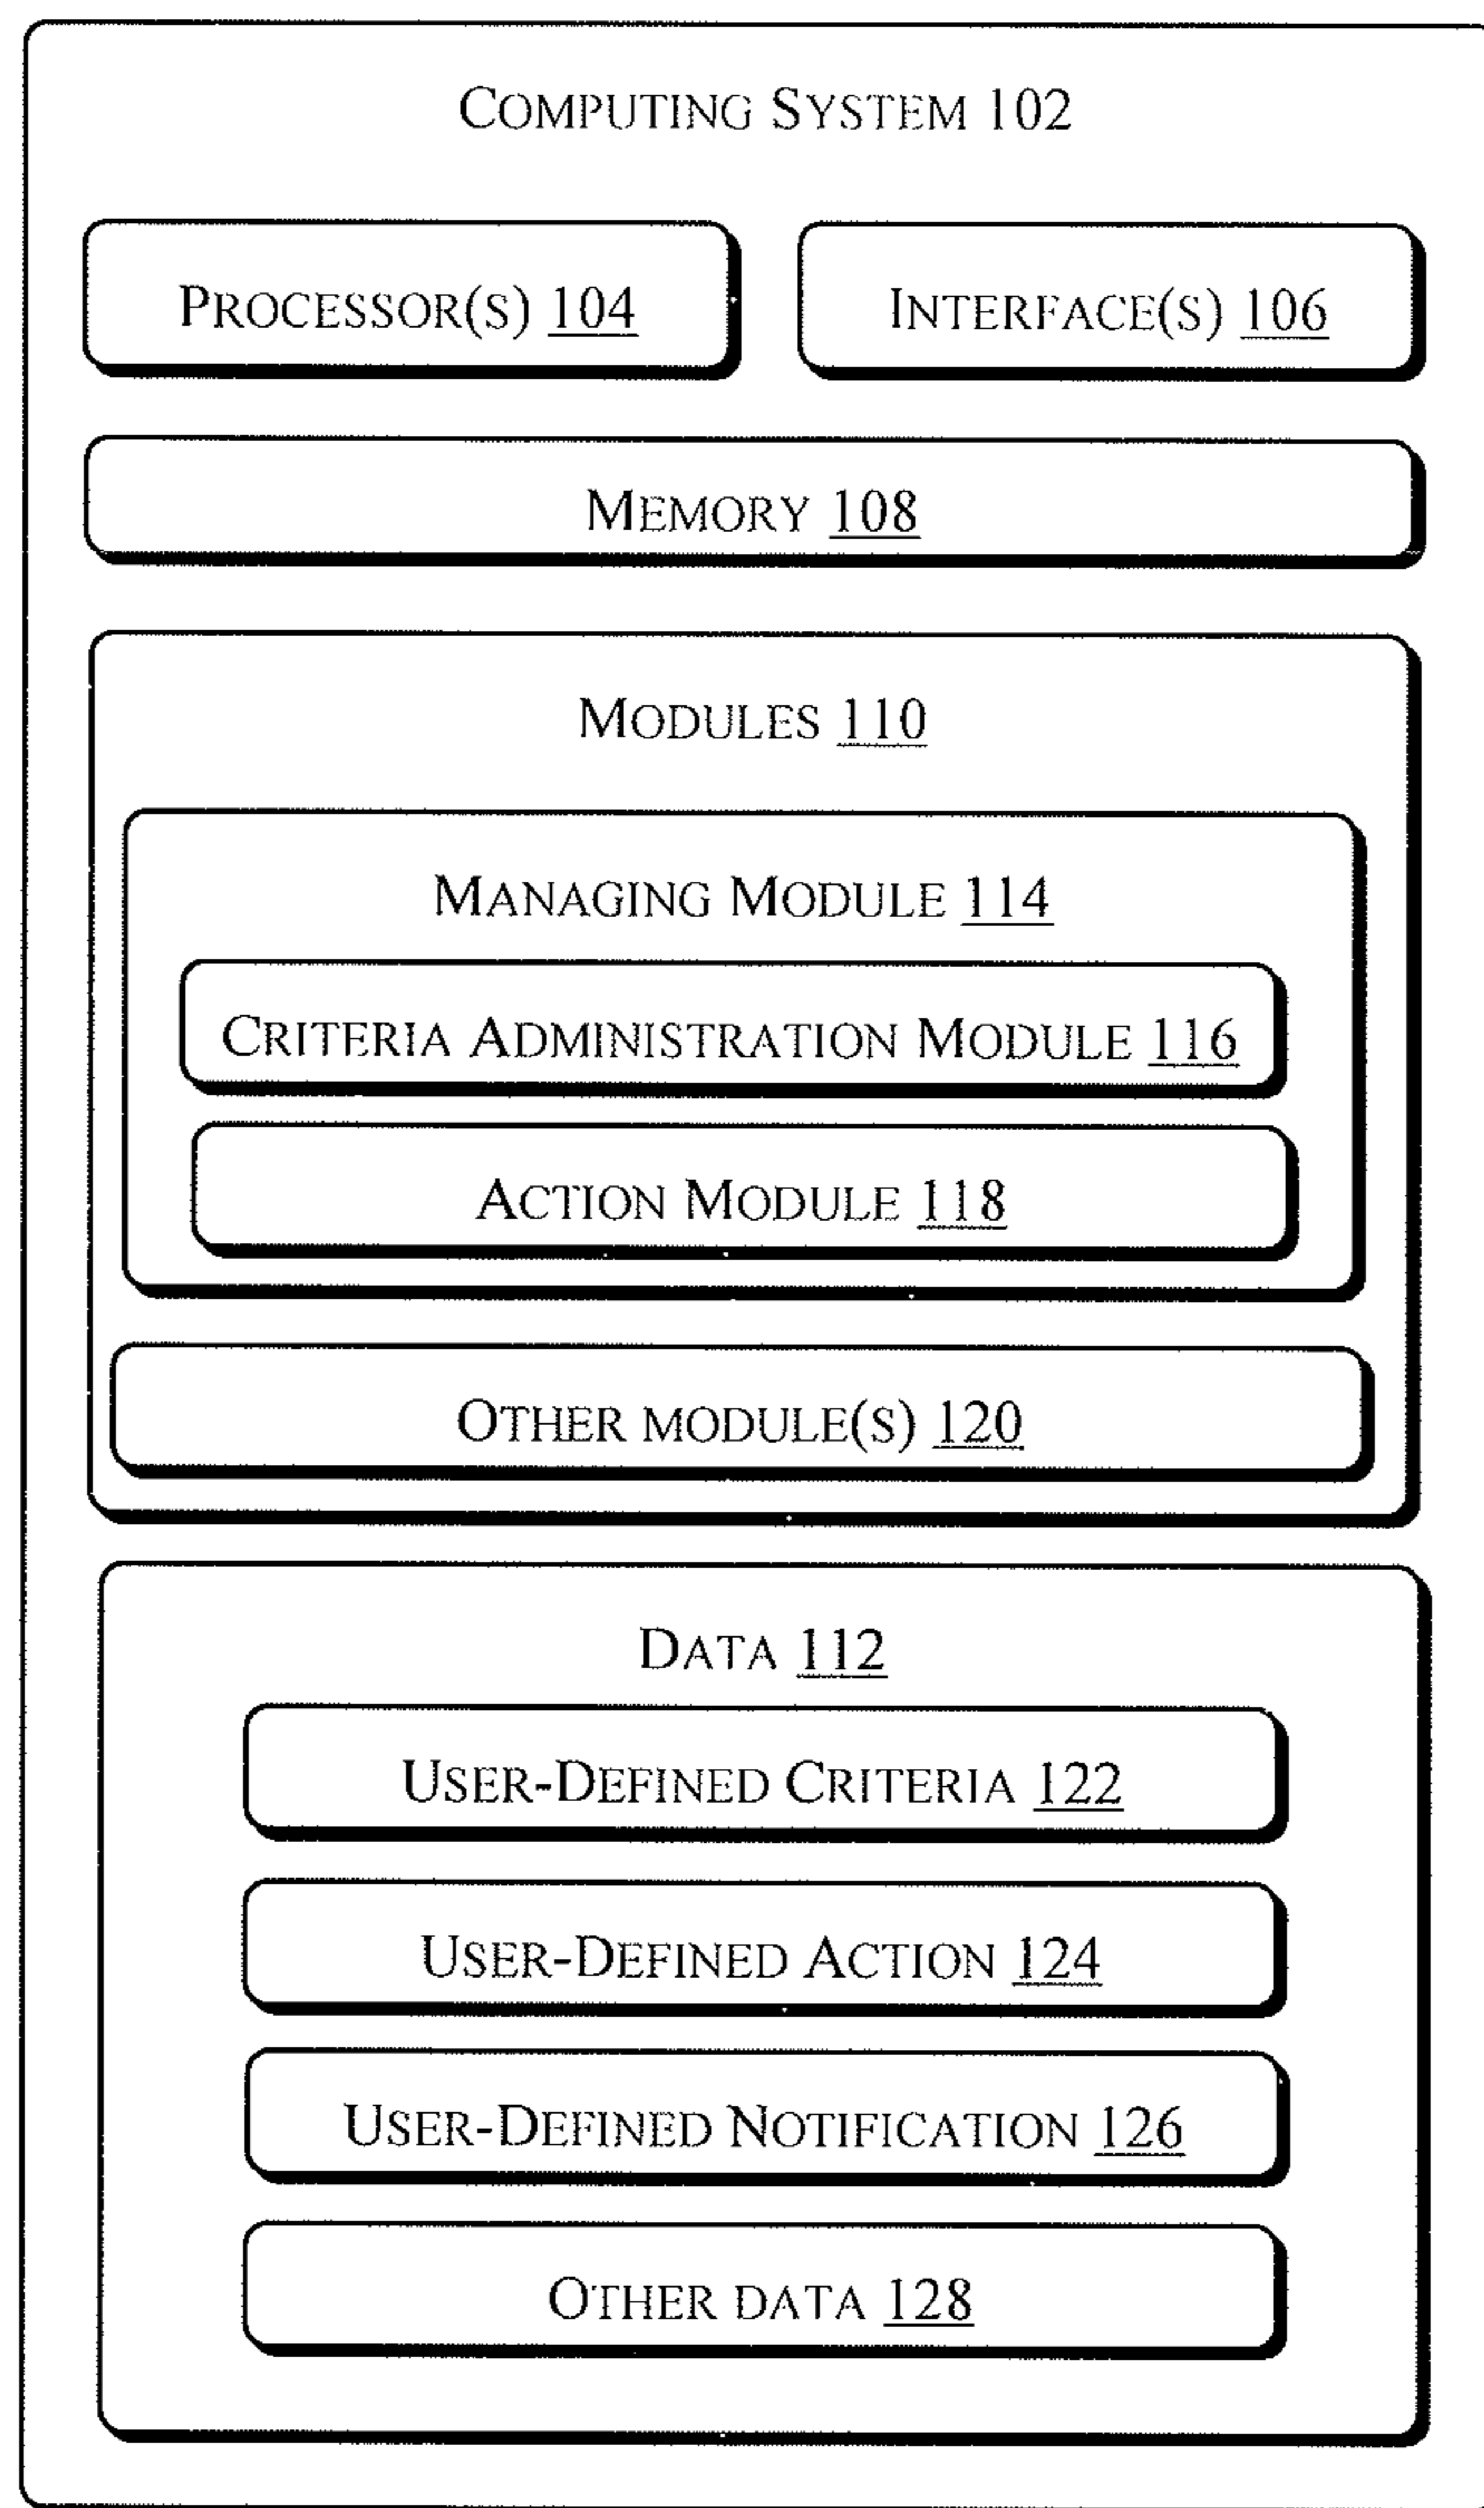 COMPUTING SYSTEM 102
PROCESSOR(S) 104
INTERFACE(S) 106
MEMORY 108
MODULES 110
MANAGING MODULE 114
CRITERIA ADMINISTRATION MODULE 116
ACTION MODULE 118
OTHER MODULE(S) 120
DATA 112
USER-DEFINED CRITERIA 122
USER-DEFINED ACTION 124
USER-DEFINED NOTIFICATION 126
OTHER DATA 128